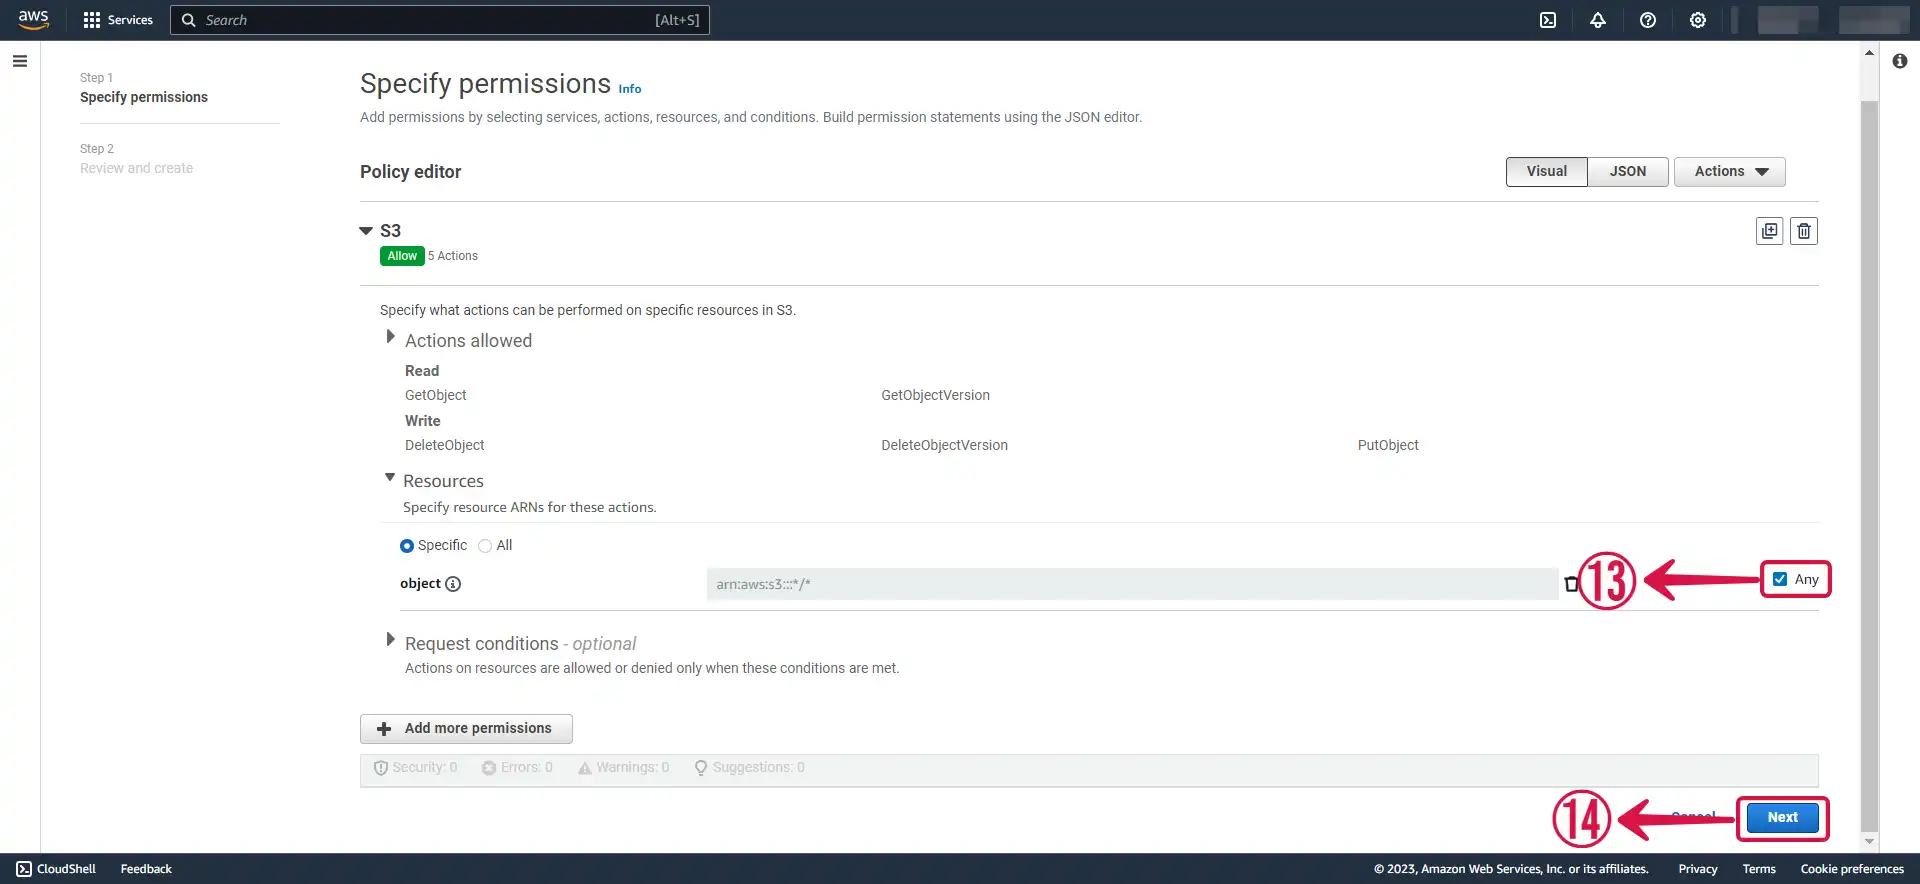 aws Services Search [Alt+S]
Step 1
Specify permissions
Step 2
Review and create
Specify permissions Info
Add permissions by selecting services, actions, resources, and conditions. Build permission statements using the JSON editor.
Policy editor Visual JSON Actions
S3
Allow 5 Actions
Specify what actions can be performed on specific resources in S3.
Actions allowed
Read
GetObject GetObjectVersion
Write
DeleteObject DeleteObjectVersion PutObject
Resources
Specify resource ARNs for these actions.
Specific All
object arn:aws:s3:::*/* 13 Any
Request conditions - optional
Actions on resources are allowed or denied only when these conditions are met.
Add more permissions
Security: 0 Errors: 0 Warnings: 0 Suggestions: 0
14 Cancel Next
CloudShell Feedback © 2023, Amazon Web Services, Inc. or its affiliates. Privacy Terms Cookie preferences